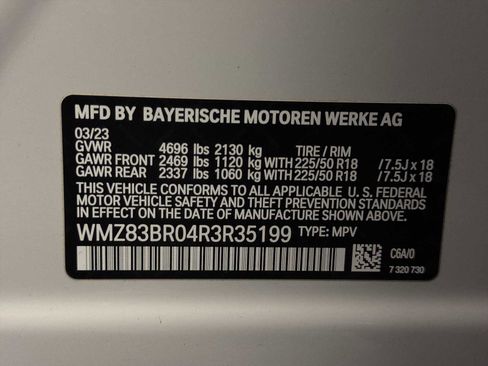 MFD BY BAYERISCHE MOTOREN WERKE AG
03/23
GVWR 4696 lbs 2130 kg TIRE / RIM
GAWR FRONT 2469 lbs 1120 kg WITH 225/50 R18 /7.5J x 18
GAWR REAR 2337 lbs 1060 kg WITH 225/50 R18 /7.5J x 18
THIS VEHICLE CONFORMS TO ALL APPLICABLE U. S. FEDERAL
MOTOR VEHICLE SAFETY AND THEFT PREVENTION STANDARDS
IN EFFECT ON THE DATE OF MANUFACTURE SHOWN ABOVE.
WMZ83BR04R3R35199 TYPE: MPV
C6A/0
7 320 730